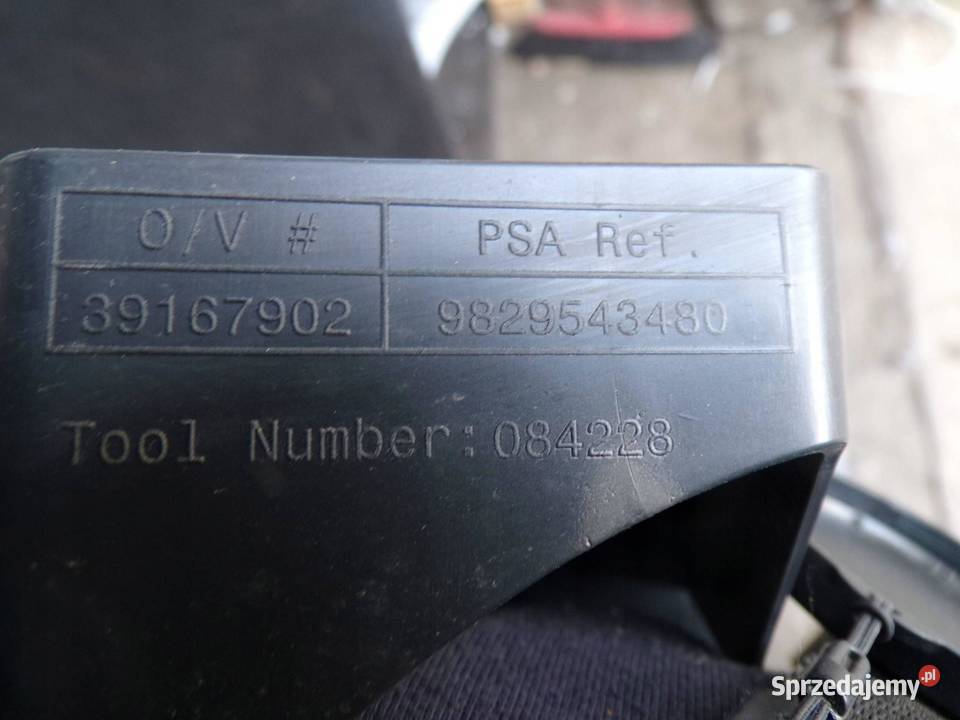 O/V # PSA Ref.
39167902 9829543480
Tool Number: 084228
Sprzedajemy.pl